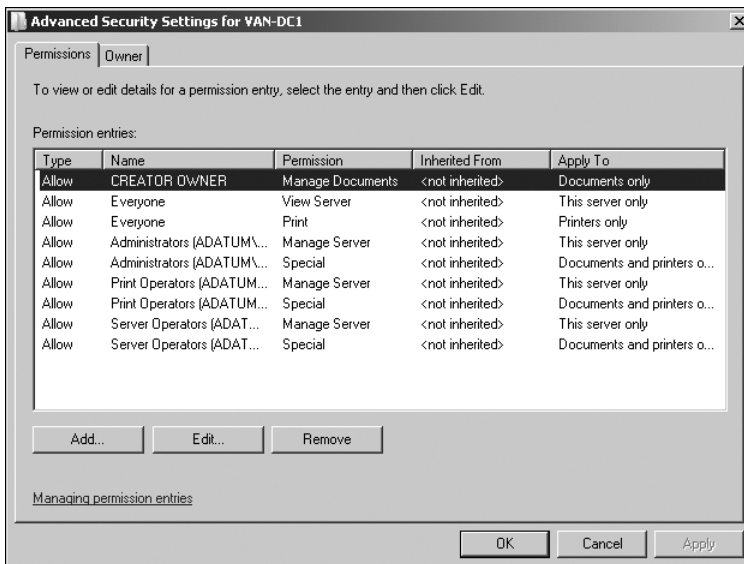 Advanced Security Settings for VAN-DC1
Permissions Owner
To view or edit details for a permission entry, select the entry and then click Edit.
Permission entries:
Type Name Permission Inherited From Apply To
Allow CREATOR OWNER Manage Documents <not inherited> Documents only
Allow Everyone View Server <not inherited> This server only
Allow Everyone Print <not inherited> Printers only
Allow Administrators (ADATUM\... Manage Server <not inherited> This server only
Allow Administrators (ADATUM\... Special <not inherited> Documents and printers o...
Allow Print Operators (ADATUM... Manage Server <not inherited> This server only
Allow Print Operators (ADATUM... Special <not inherited> Documents and printers o...
Allow Server Operators (ADAT... Manage Server <not inherited> This server only
Allow Server Operators (ADAT... Special <not inherited> Documents and printers o...
Add... Edit... Remove
Managing permission entries
OK Cancel Apply